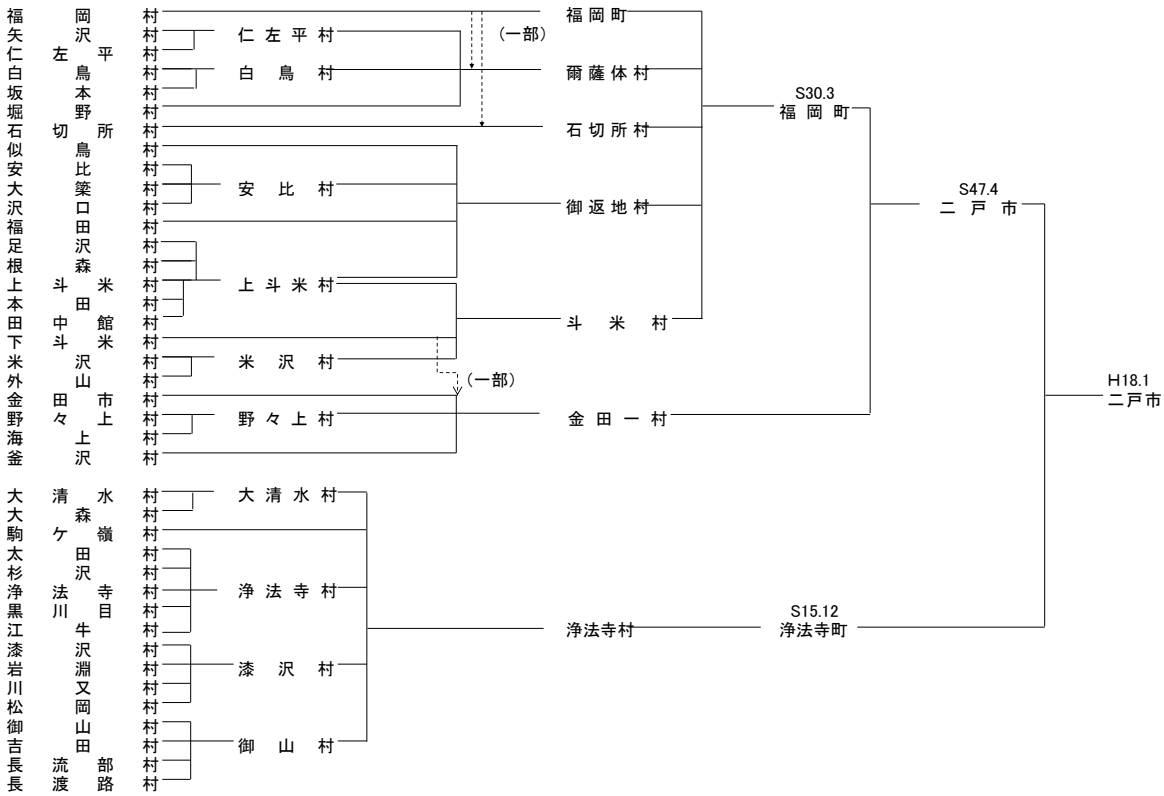 福岡村
矢沢村
仁左平村
白鳥村
坂本村
堀野村
石切所村
似鳥村
安比村
大簗村
沢口村
福田村
足沢村
根森村
上斗米村
本田村
田中館村
下斗米村
米沢村
外山村
金田市村
野々上村
海上村
釜沢村
大清水村
大森村
駒ケ嶺村
太田村
杉沢村
浄法寺村
黒川目村
江牛村
漆沢村
岩淵村
川又村
松岡村
御山村
吉田村
長流部村
長渡路村
仁左平村
白鳥村
安比村
上斗米村
米沢村
野々上村
大清水村
浄法寺村
漆沢村
御山村
(一部)
(一部)
福岡町
爾薩体村
石切所村
御返地村
斗米村
金田一村
浄法寺村
S30.3
福岡町
S15.12
浄法寺町
S47.4
二戸市
H18.1
二戸市